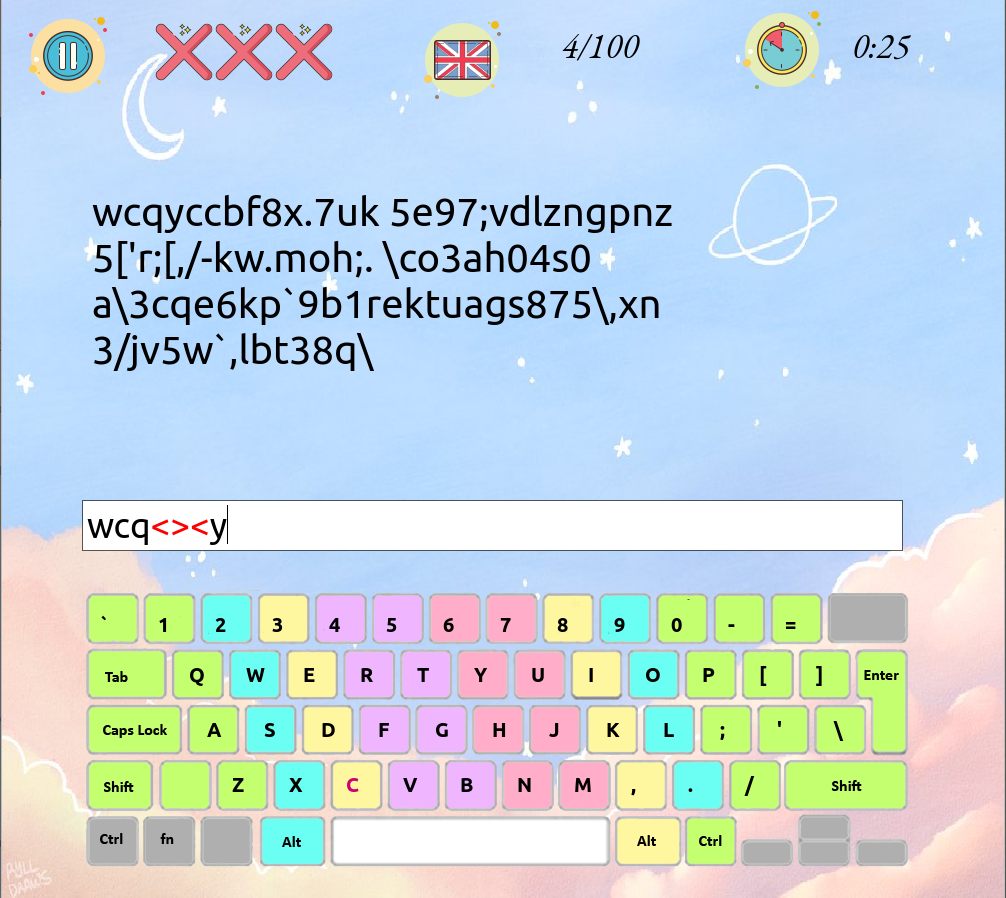 4/100
0:25
wcqyccbf8x.7uk 5e97;vdlzngpnz
5['r;[,/-kw.moh;. \co3ah04s0
a\3cqe6kp`9b1rektuags875\,xn
3/jv5w`,lbt38q\
wcq<><y
` 1 2 3 4 5 6 7 8 9 0 - =
Tab Q W E R T Y U I O P [ ] Enter
Caps Lock A S D F G H J K L ; ' \
Shift Z X C V B N M , . / Shift
Ctrl fn Alt Alt Ctrl
RYLL
DRAWS